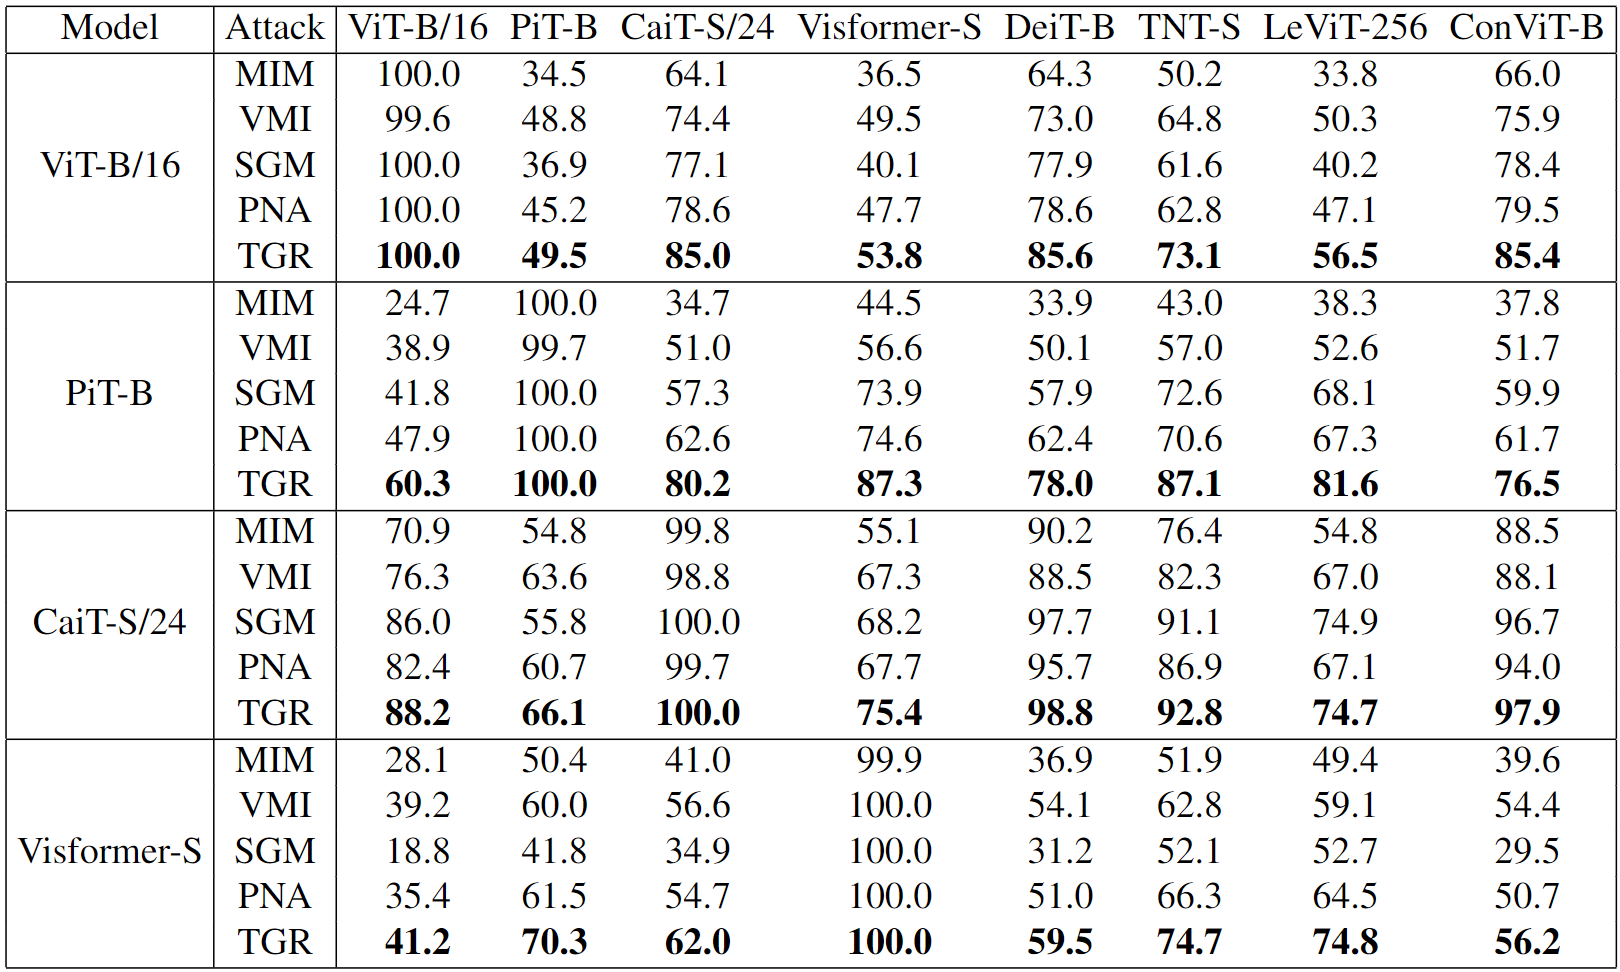 Model Attack ViT-B/16 PiT-B CaiT-S/24 Visformer-S DeiT-B TNT-S LeViT-256 ConViT-B
MIM 100.0 34.5 64.1 36.5 64.3 50.2 33.8 66.0
VMI 99.6 48.8 74.4 49.5 73.0 64.8 50.3 75.9
ViT-B/16 SGM 100.0 36.9 77.1 40.1 77.9 61.6 40.2 78.4
PNA 100.0 45.2 78.6 47.7 78.6 62.8 47.1 79.5
TGR 100.0 49.5 85.0 53.8 85.6 73.1 56.5 85.4
MIM 24.7 100.0 34.7 44.5 33.9 43.0 38.3 37.8
VMI 38.9 99.7 51.0 56.6 50.1 57.0 52.6 51.7
PiT-B SGM 41.8 100.0 57.3 73.9 57.9 72.6 68.1 59.9
PNA 47.9 100.0 62.6 74.6 62.4 70.6 67.3 61.7
TGR 60.3 100.0 80.2 87.3 78.0 87.1 81.6 76.5
MIM 70.9 54.8 99.8 55.1 90.2 76.4 54.8 88.5
VMI 76.3 63.6 98.8 67.3 88.5 82.3 67.0 88.1
CaiT-S/24 SGM 86.0 55.8 100.0 68.2 97.7 91.1 74.9 96.7
PNA 82.4 60.7 99.7 67.7 95.7 86.9 67.1 94.0
TGR 88.2 66.1 100.0 75.4 98.8 92.8 74.7 97.9
MIM 28.1 50.4 41.0 99.9 36.9 51.9 49.4 39.6
VMI 39.2 60.0 56.6 100.0 54.1 62.8 59.1 54.4
Visformer-S SGM 18.8 41.8 34.9 100.0 31.2 52.1 52.7 29.5
PNA 35.4 61.5 54.7 100.0 51.0 66.3 64.5 50.7
TGR 41.2 70.3 62.0 100.0 59.5 74.7 74.8 56.2